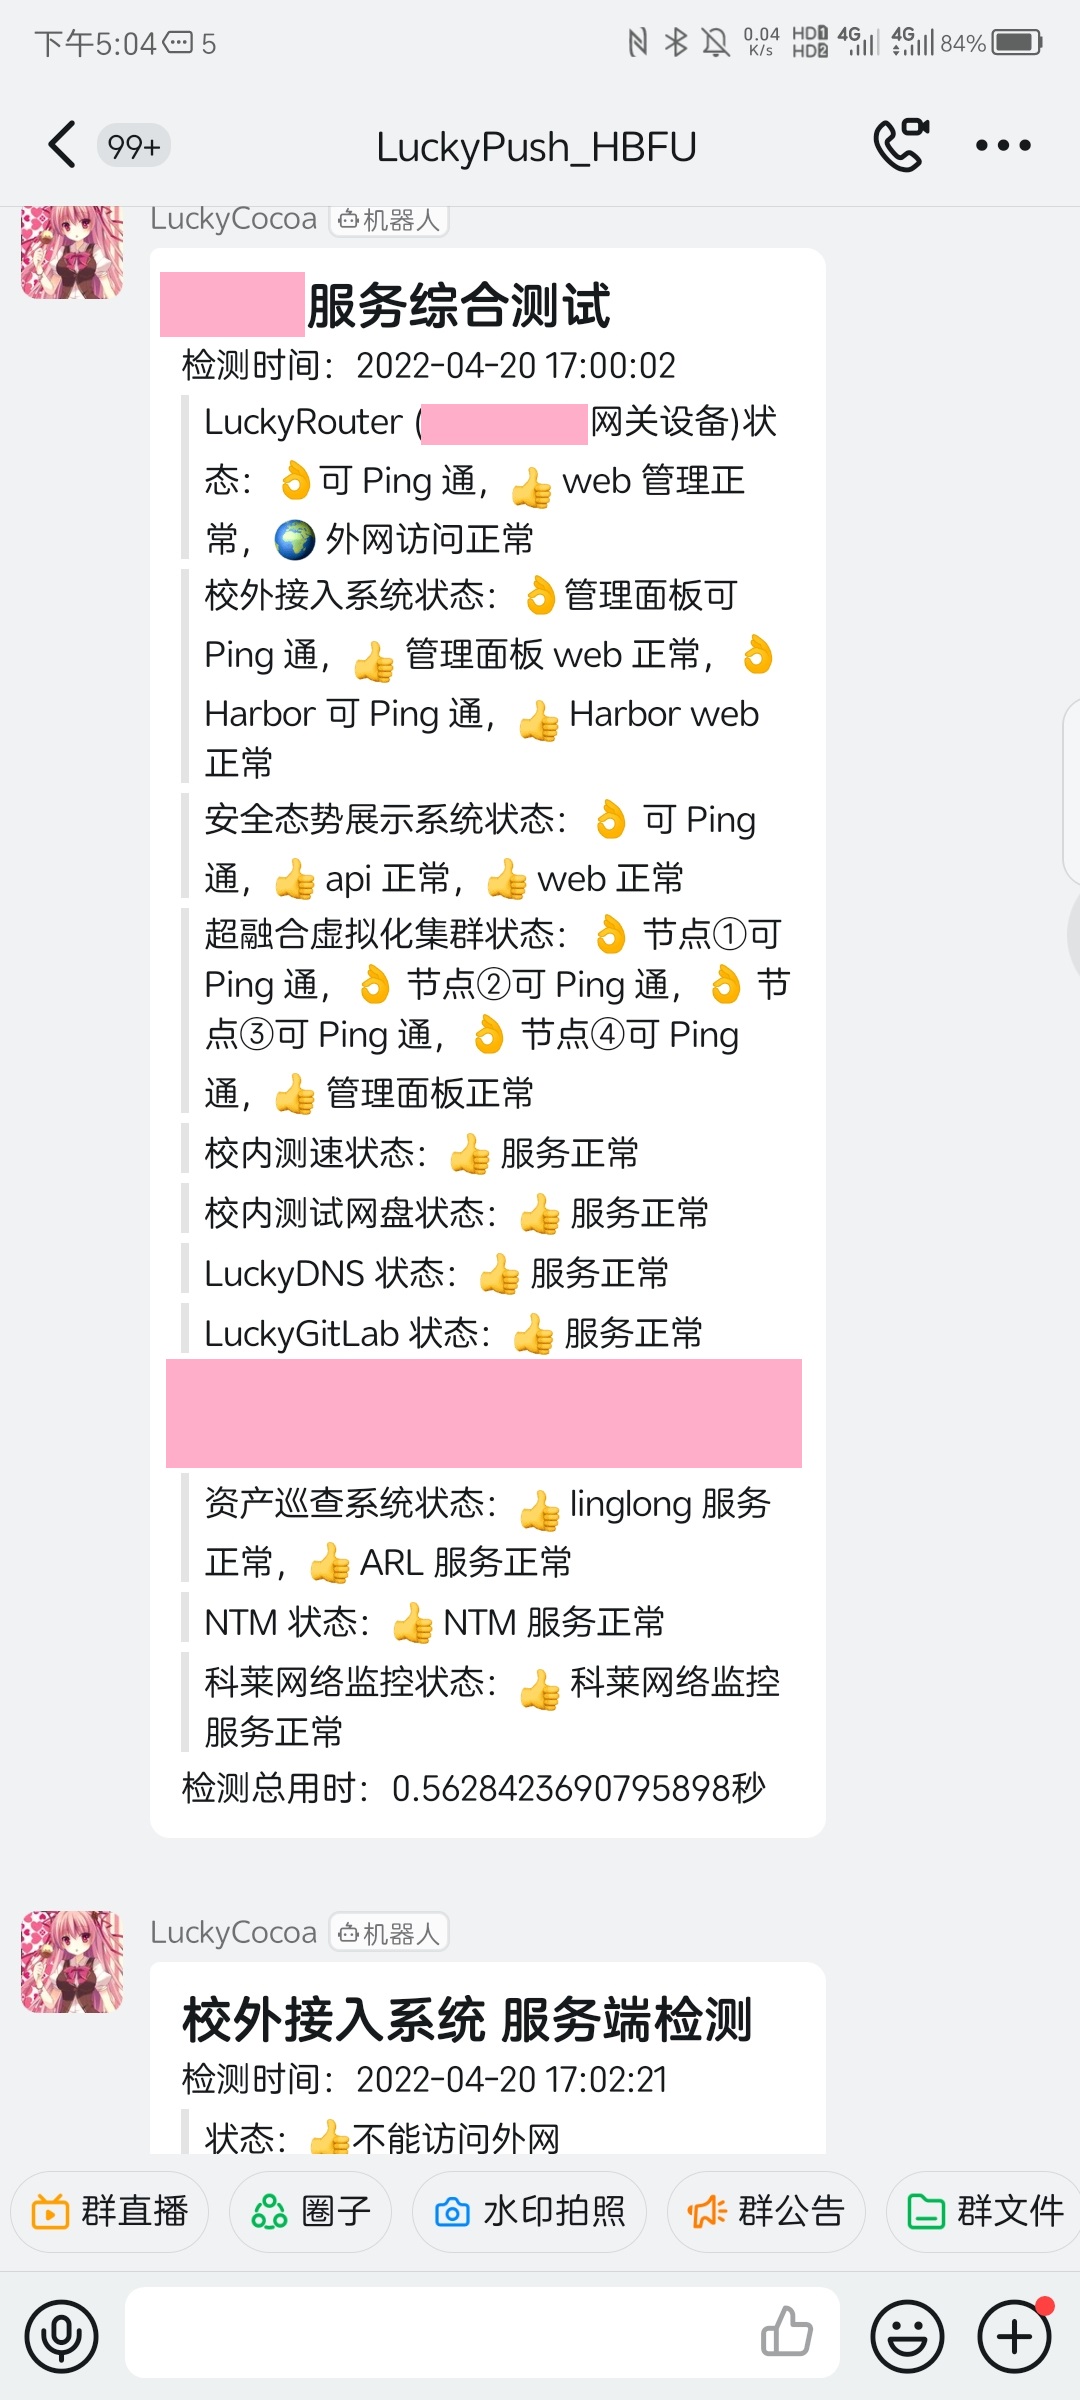 下午5:04 5
0.04 K/s HD1 HD2 4G 4G 84%
99+ LuckyPush_HBFU
LuckyCocoa 机器人
服务综合测试
检测时间：2022-04-20 17:00:02
LuckyRouter (网关设备)状
态：👌可 Ping 通，👍 web 管理正
常，🌍 外网访问正常
校外接入系统状态：👌管理面板可
Ping 通，👍 管理面板 web 正常，👌
Harbor 可 Ping 通，👍 Harbor web
正常
安全态势展示系统状态：👌 可 Ping
通，👍 api 正常，👍 web 正常
超融合虚拟化集群状态：👌 节点①可
Ping 通，👌 节点②可 Ping 通，👌 节
点③可 Ping 通，👌 节点④可 Ping
通，👍 管理面板正常
校内测速状态：👍 服务正常
校内测试网盘状态：👍 服务正常
LuckyDNS 状态：👍 服务正常
LuckyGitLab 状态：👍 服务正常
资产巡查系统状态：👍 linglong 服务
正常，👍 ARL 服务正常
NTM 状态：👍 NTM 服务正常
科莱网络监控状态：👍 科莱网络监控
服务正常
检测总用时：0.5628423690795898秒
LuckyCocoa 机器人
校外接入系统 服务端检测
检测时间：2022-04-20 17:02:21
状态：👍不能访问外网
群直播 圈子 水印拍照 群公告 群文件